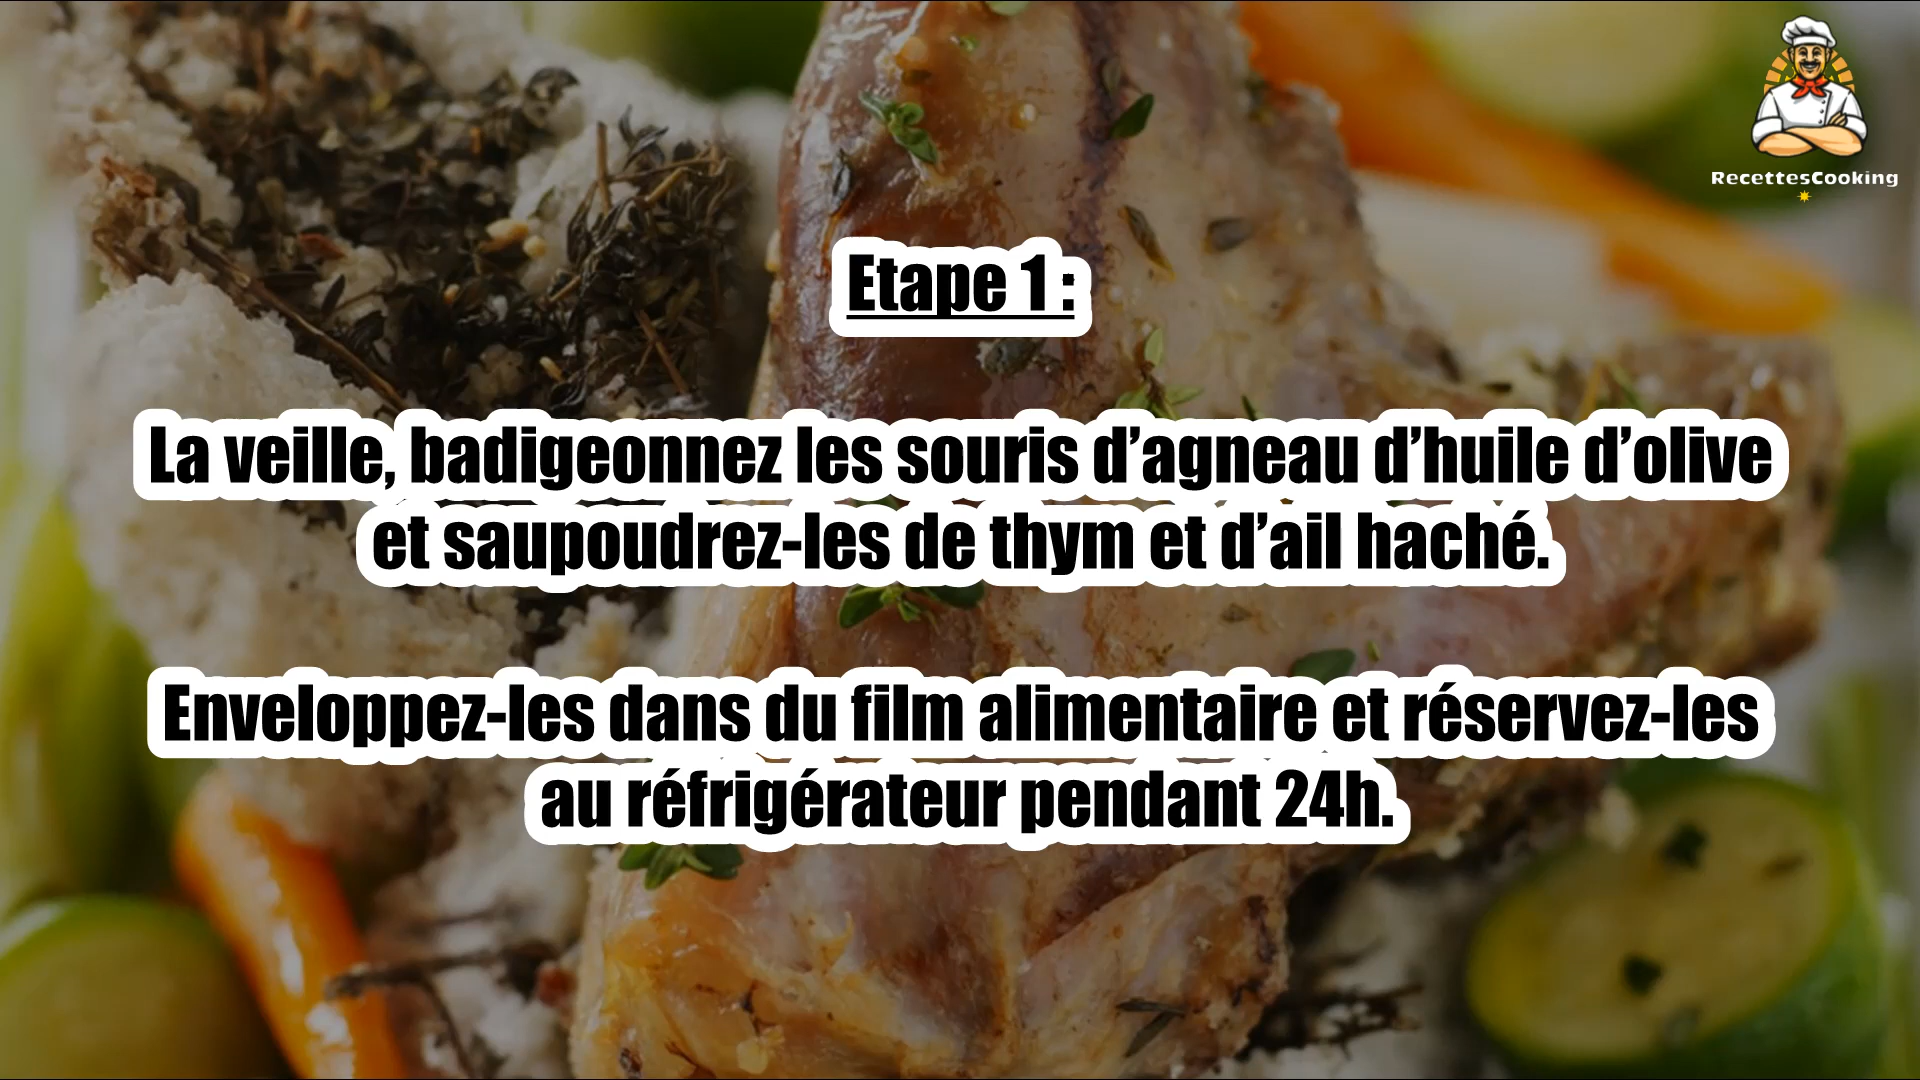 RecettesCooking
Etape 1 :
La veille, badigeonnez les souris d’agneau d’huile d’olive
et saupoudrez-les de thym et d’ail haché.
Enveloppez-les dans du film alimentaire et réservez-les
au réfrigérateur pendant 24h.